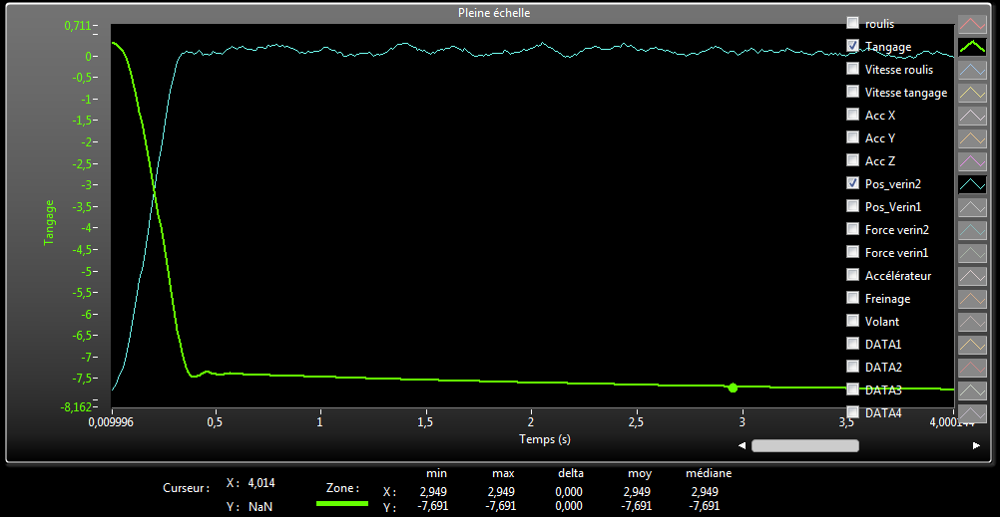 Pleine échelle
0,711
0
-0,5
-1
-1,5
-2
-2,5
-3
-3,5
-4
-4,5
-5
-5,5
-6
-6,5
-7
-7,5
-8,162
Tangage
0,009996
0,5
1
1,5
2
2,5
3
3,5
4,000144
Temps (s)
roulis
Tangage
Vitesse roulis
Vitesse tangage
Acc X
Acc Y
Acc Z
Pos_verin2
Pos_Verin1
Force verin2
Force verin1
Accélérateur
Freinage
Volant
DATA1
DATA2
DATA3
DATA4
min max delta moy médiane
Curseur : X : 4,014 Zone : X : 2,949 2,949 0,000 2,949 2,949
Y : NaN Y : -7,691 -7,691 0,000 -7,691 -7,691